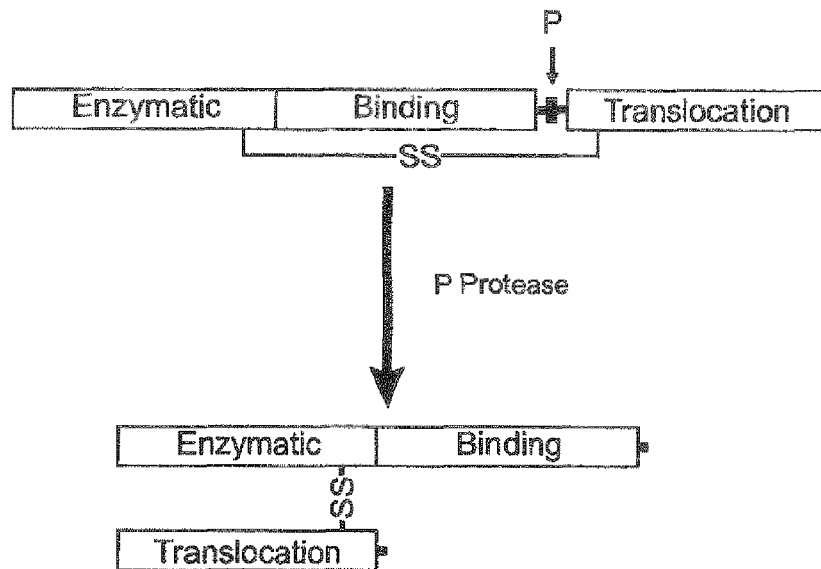 P
Enzymatic Binding Translocation
SS
P Protease
Enzymatic Binding
SS
Translocation